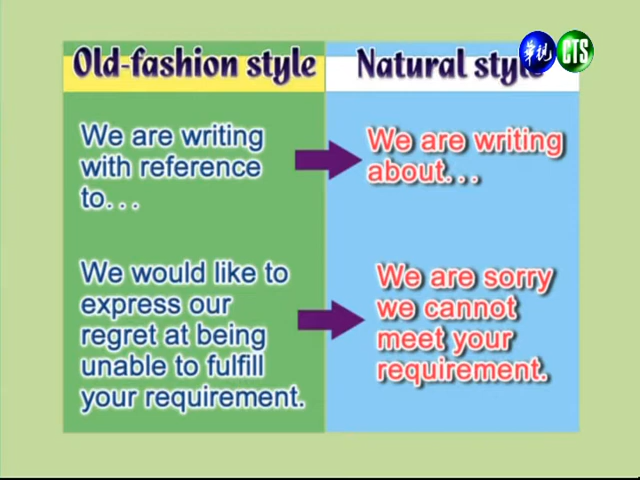 Old-fashion style
Natural style
華視
CTS
We are writing
with reference
to...
We are writing
about...
We would like to
express our
regret at being
unable to fulfill
your requirement.
We are sorry
we cannot
meet your
requirement.